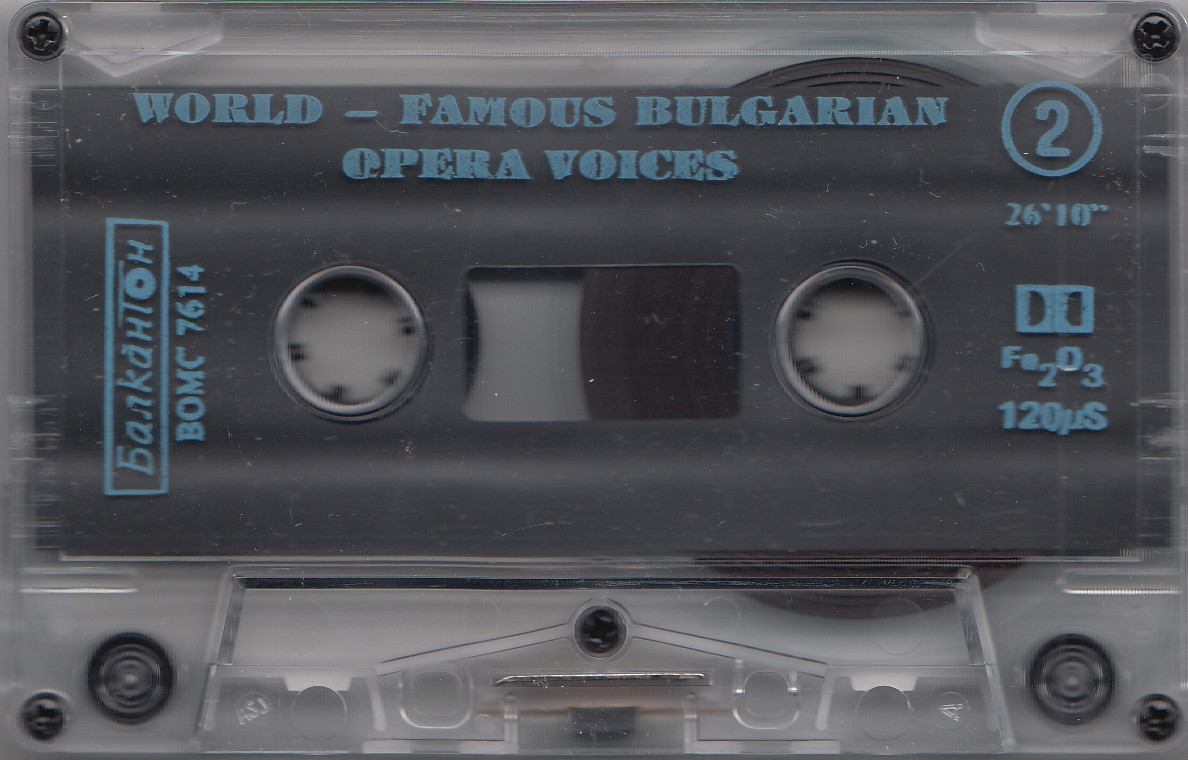 WORLD – FAMOUS BULGARIAN
OPERA VOICES
2
26'10"
Балкантон
ВОМС 7614
Fe2O3
120µS